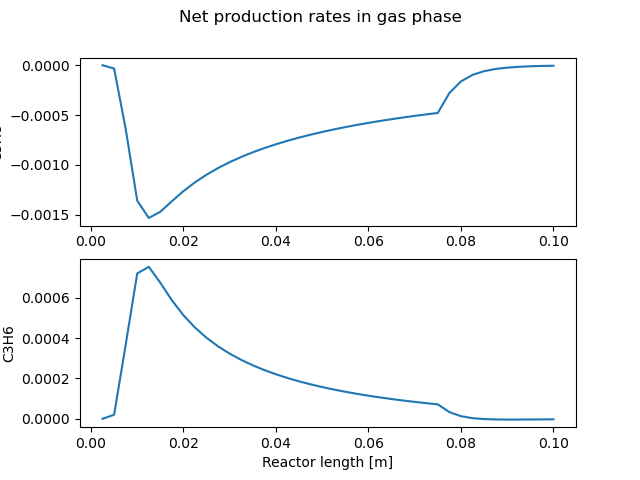 Net production rates in gas phase
0.0000
−0.0005
−0.0010
−0.0015
0.00 0.02 0.04 0.06 0.08 0.10
0.0006
0.0004
0.0002
0.0000
C3H6
0.00 0.02 0.04 0.06 0.08 0.10
Reactor length [m]